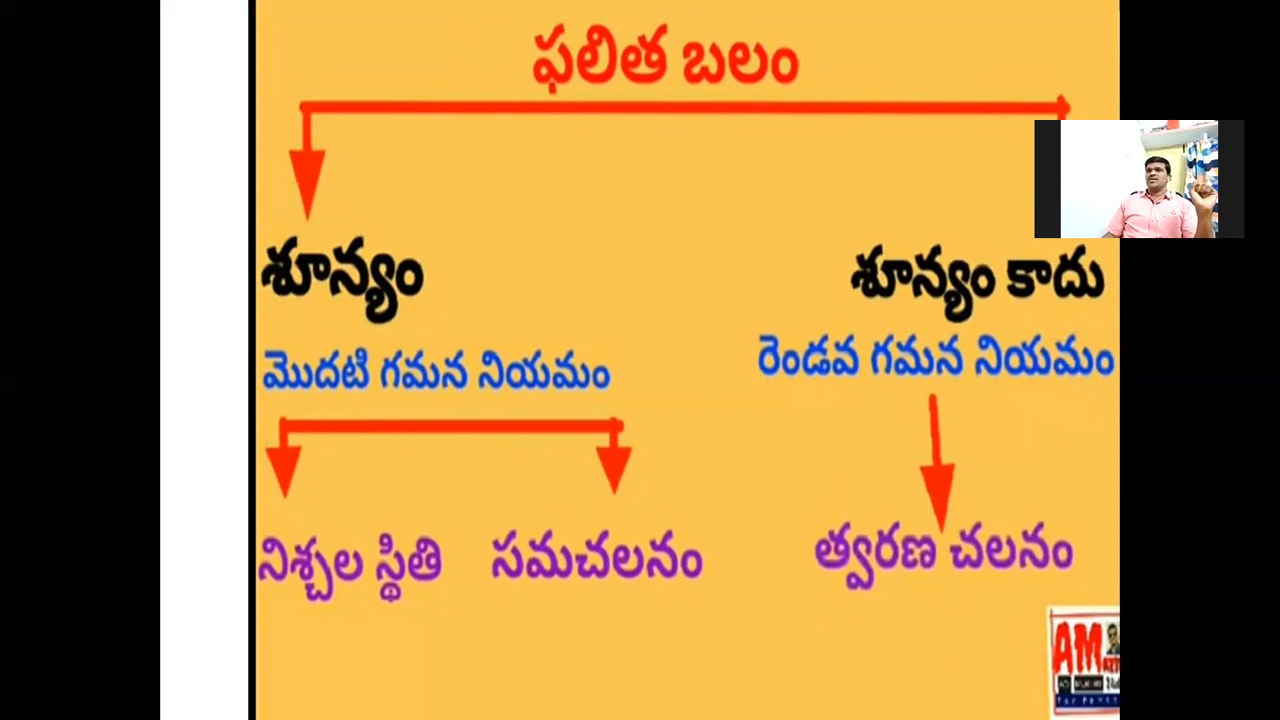 ఫలిత బలం
శూన్యం
శూన్యం కాదు
మొదటి గమన నియమం
రెండవ గమన నియమం
నిశ్చల స్థితి
సమచలనం
త్వరణ చలనం
AM